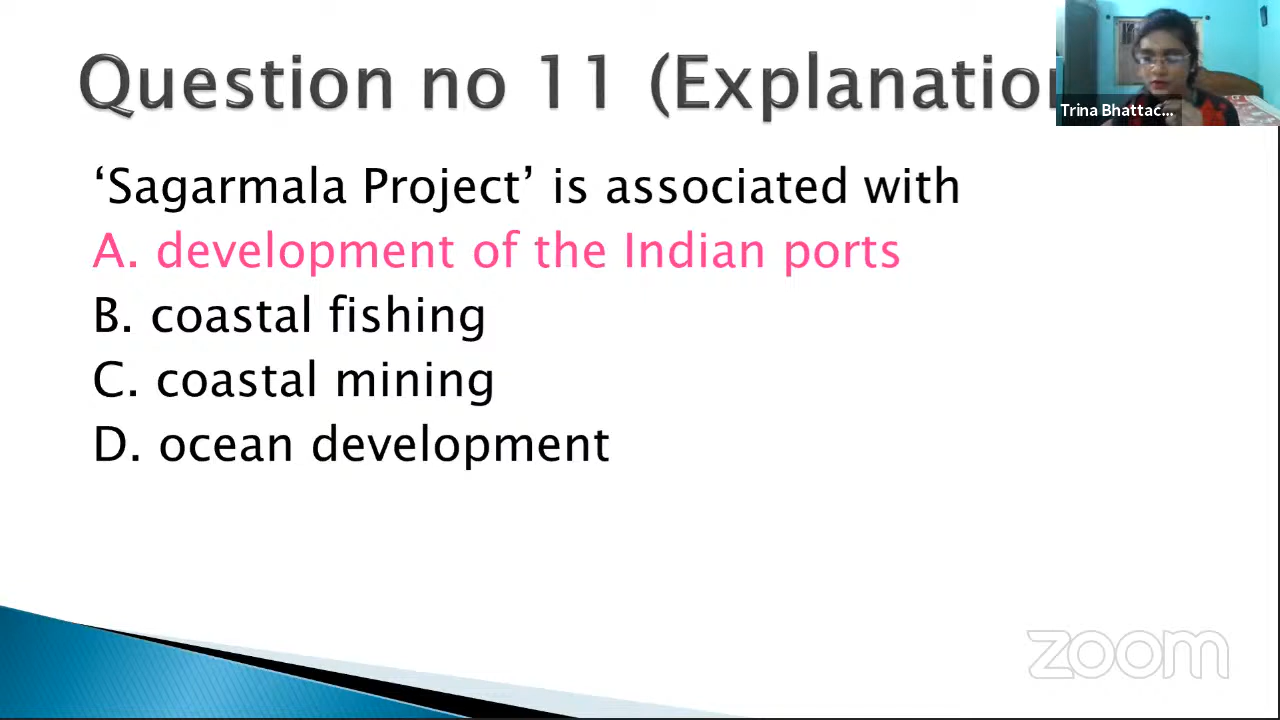 Question no 11 (Explanation
Trina Bhattac...
‘Sagarmala Project’ is associated with
A. development of the Indian ports
B. coastal fishing
C. coastal mining
D. ocean development
zoom